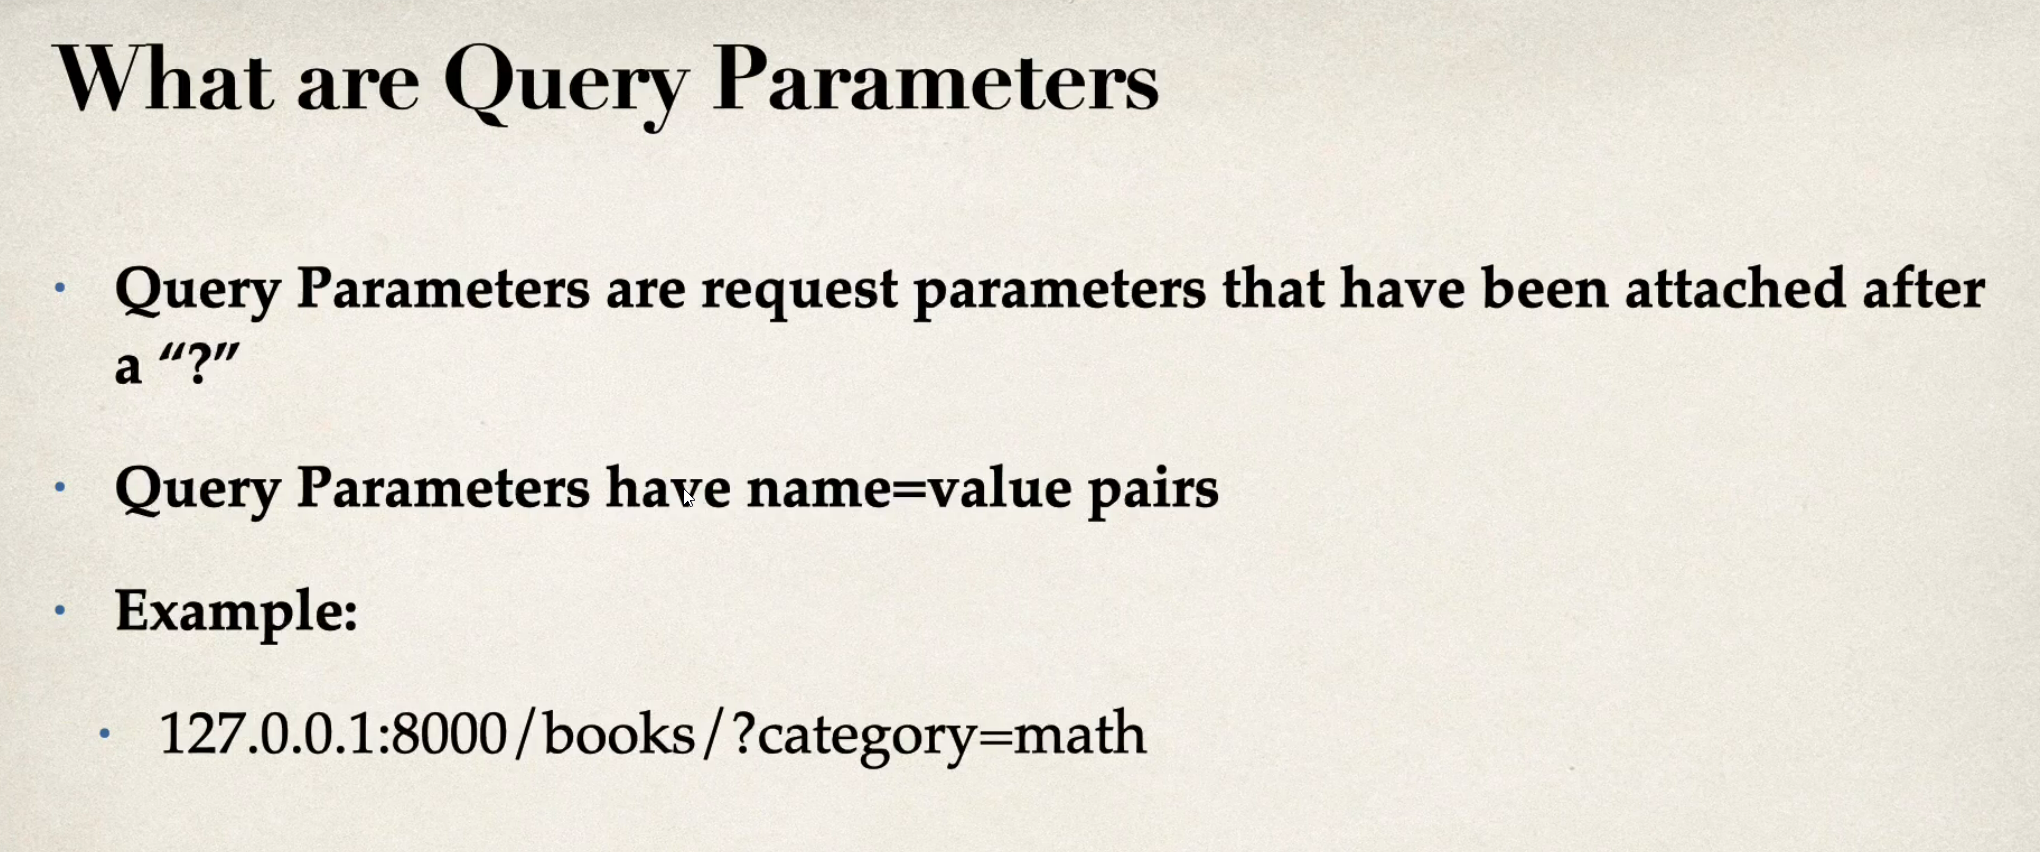 What are Query Parameters
Query Parameters are request parameters that have been attached after
a “?”
Query Parameters have name=value pairs
Example:
127.0.0.1:8000/books/?category=math